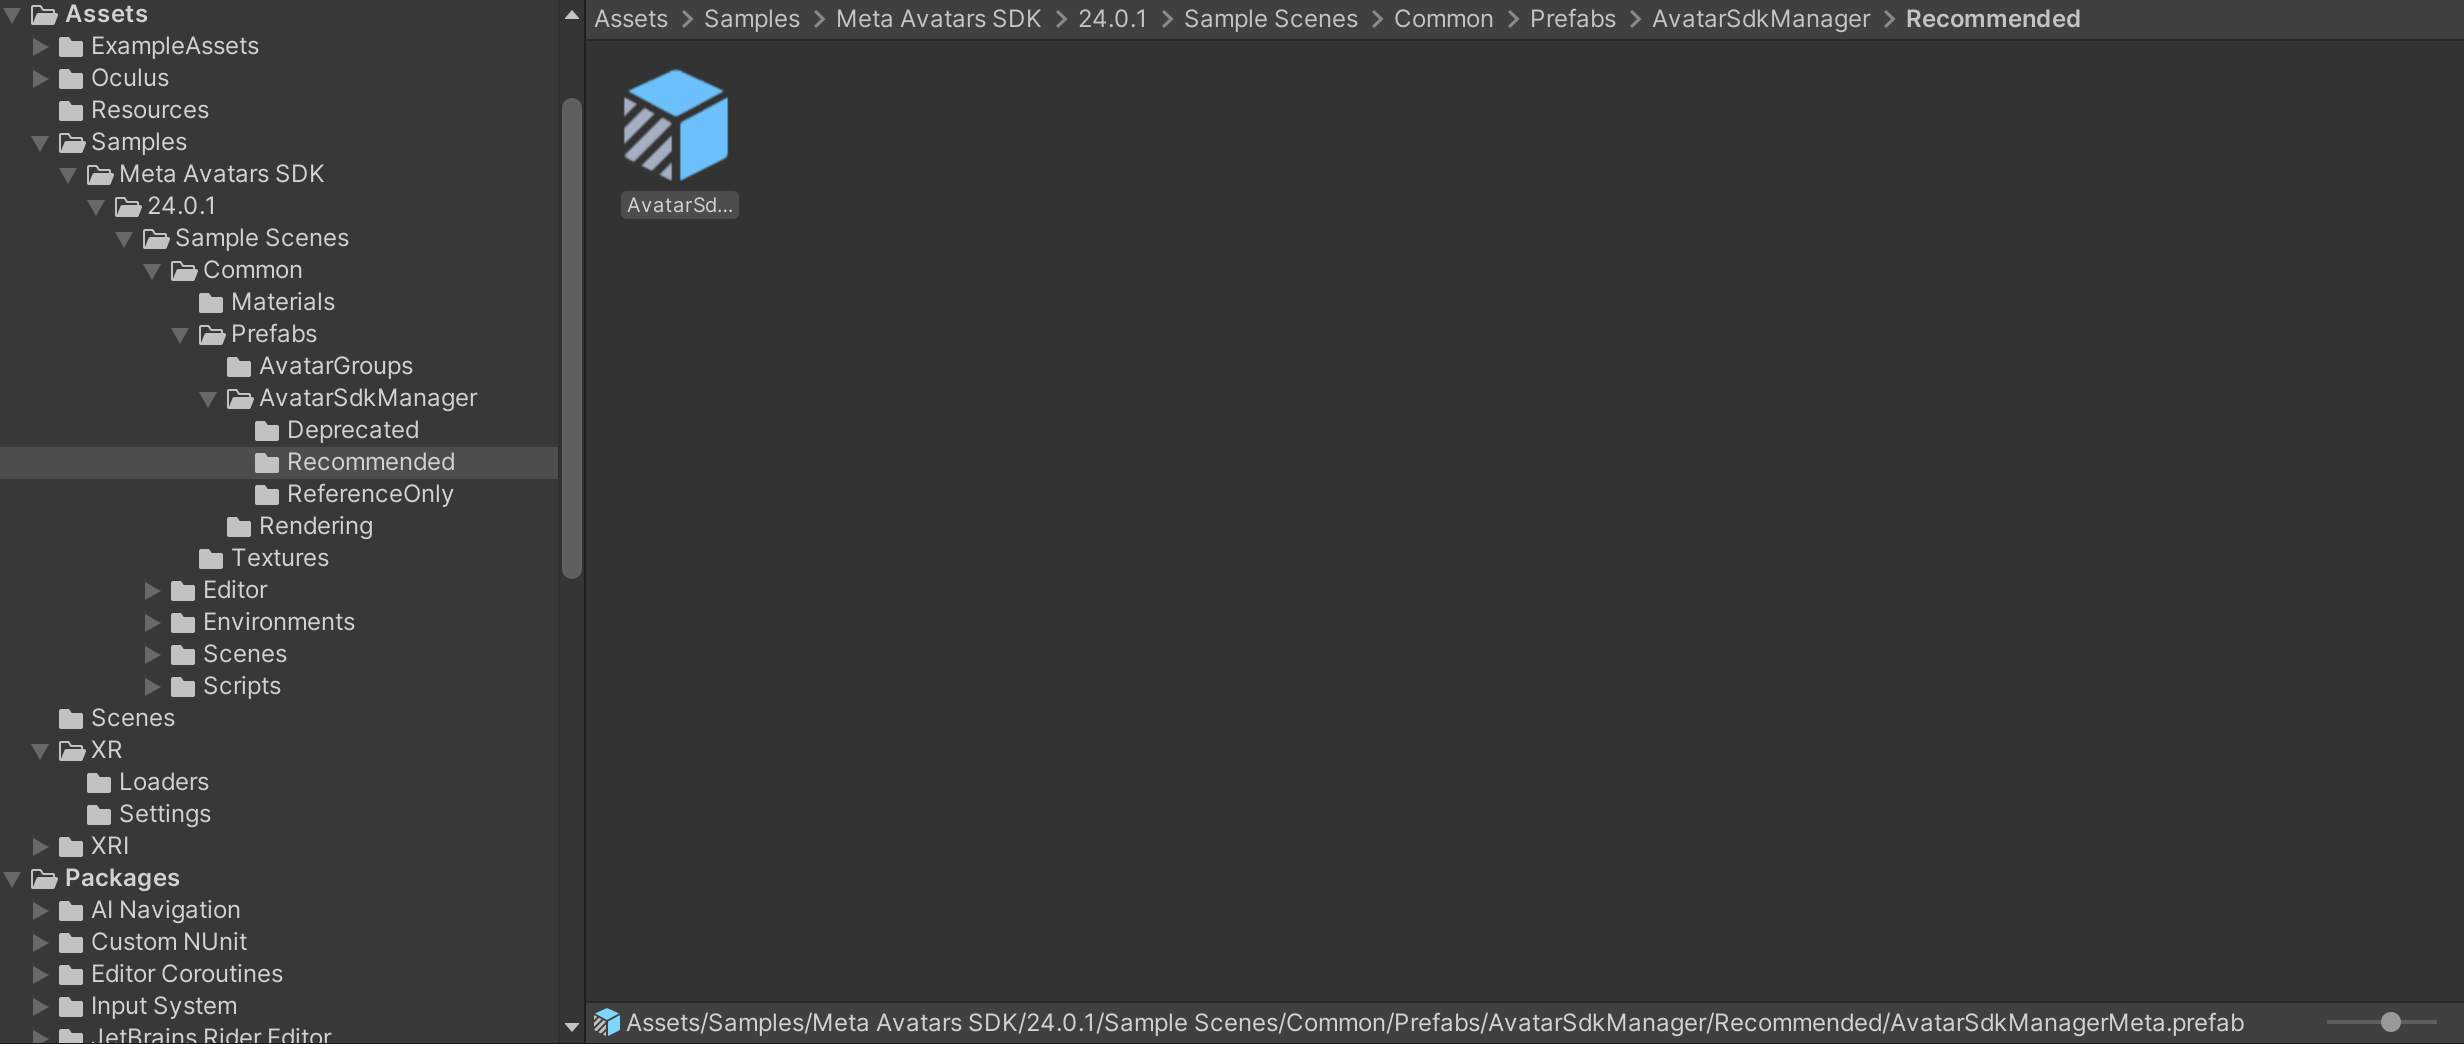 Assets
ExampleAssets
Oculus
Resources
Samples
Meta Avatars SDK
24.0.1
Sample Scenes
Common
Materials
Prefabs
AvatarGroups
AvatarSdkManager
Deprecated
Recommended
ReferenceOnly
Rendering
Textures
Editor
Environments
Scenes
Scripts
Scenes
XR
Loaders
Settings
XRI
Packages
AI Navigation
Custom NUnit
Editor Coroutines
Input System
JetBrains Rider Editor
Assets > Samples > Meta Avatars SDK > 24.0.1 > Sample Scenes > Common > Prefabs > AvatarSdkManager > Recommended
AvatarSd...
Assets/Samples/Meta Avatars SDK/24.0.1/Sample Scenes/Common/Prefabs/AvatarSdkManager/Recommended/AvatarSdkManagerMeta.prefab